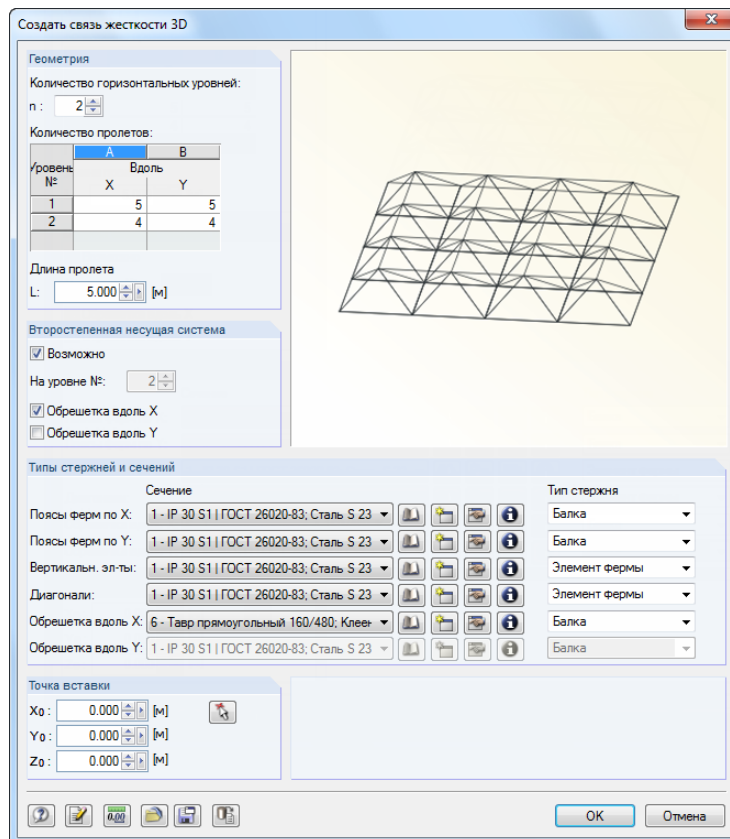 Создать связь жесткости 3D
Геометрия
Количество горизонтальных уровней:
n : 2
Количество пролетов:
A B
Уровень № Вдоль
X Y
1 5 5
2 4 4
Длина пролета
L: 5.000 [м]
Второстепенная несущая система
Возможно
На уровне №: 2
Обрешетка вдоль X
Обрешетка вдоль Y
Типы стержней и сечений
Сечение Тип стержня
Поясы ферм по X: 1 - IP 30 S1 | ГОСТ 26020-83; Сталь S 23 Балка
Поясы ферм по Y: 1 - IP 30 S1 | ГОСТ 26020-83; Сталь S 23 Балка
Вертикальн. эл-ты: 1 - IP 30 S1 | ГОСТ 26020-83; Сталь S 23 Элемент фермы
Диагонали: 1 - IP 30 S1 | ГОСТ 26020-83; Сталь S 23 Элемент фермы
Обрешетка вдоль X: 6 - Тавр прямоугольный 160/480; Клеен
Балка
Обрешетка вдоль Y: 1 - IP 30 S1 | ГОСТ 26020-83; Сталь S 23 Балка
Точка вставки
X0 : 0.000 [м]
Y0 : 0.000 [м]
Z0 : 0.000 [м]
0.00
OK Отмена